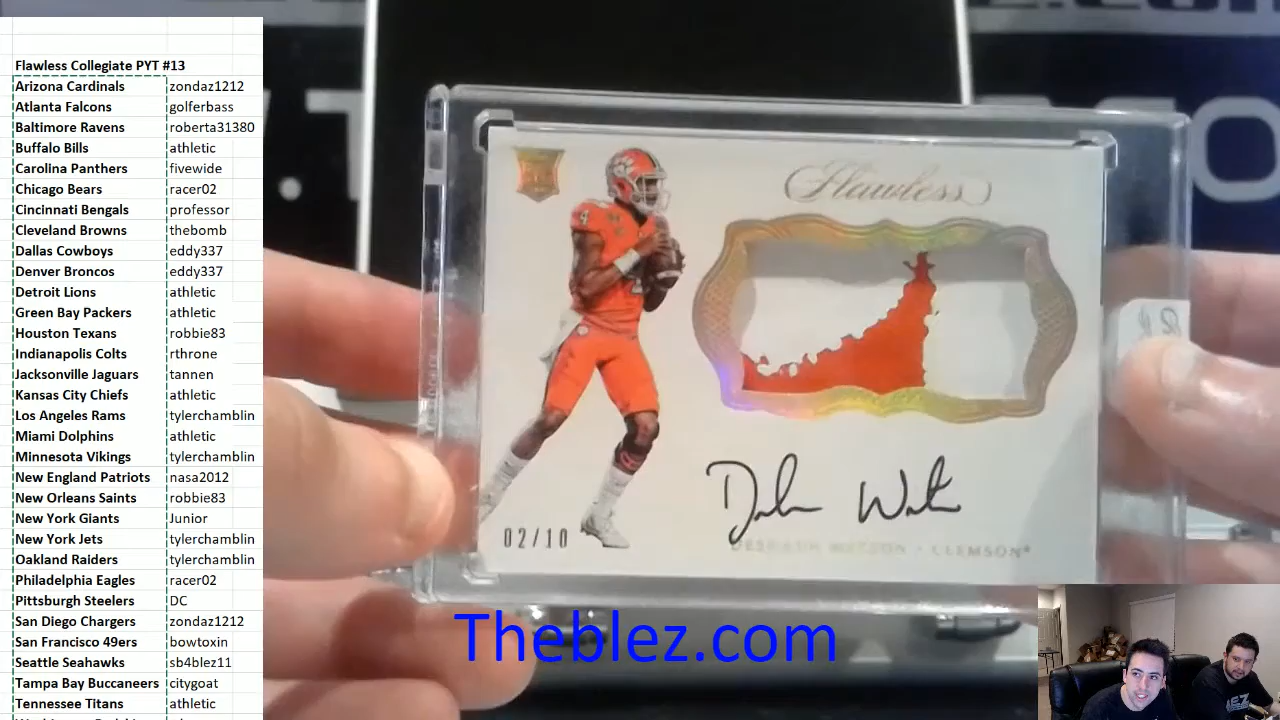 Flawless Collegiate PYT #13
Arizona Cardinals zondaz1212
Atlanta Falcons golferbass
Baltimore Ravens roberta31380
Buffalo Bills athletic
Carolina Panthers fivewide
Chicago Bears racer02
Cincinnati Bengals professor
Cleveland Browns thebomb
Dallas Cowboys eddy337
Denver Broncos eddy337
Detroit Lions athletic
Green Bay Packers athletic
Houston Texans robbie83
Indianapolis Colts rthrone
Jacksonville Jaguars tannen
Kansas City Chiefs athletic
Los Angeles Rams tylerchamblin
Miami Dolphins athletic
Minnesota Vikings tylerchamblin
New England Patriots nasa2012
New Orleans Saints robbie83
New York Giants Junior
New York Jets tylerchamblin
Oakland Raiders tylerchamblin
Philadelphia Eagles racer02
Pittsburgh Steelers DC
San Diego Chargers zondaz1212
San Francisco 49ers bowtoxin
Seattle Seahawks sb4blez11
Tampa Bay Buccaneers citygoat
Tennessee Titans athletic
Flawless
02/10
DESHAUN WATSON • CLEMSON®
Theblez.com